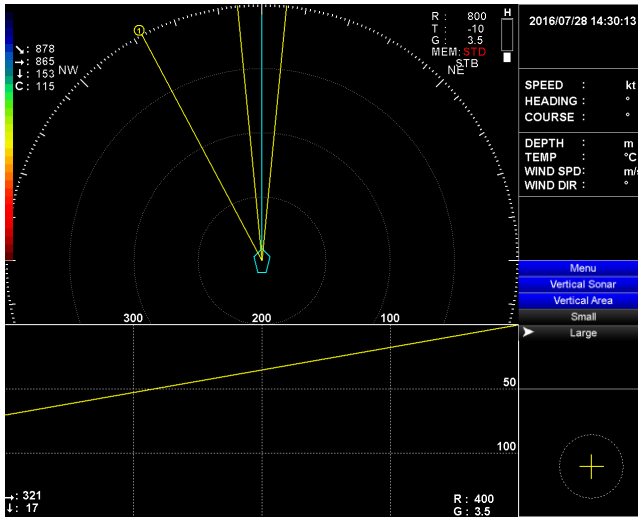 R : 800
T : -10
G : 3.5
MEM: STD
STB
H
2016/07/28 14:30:13
↘: 878
→: 865
↓: 153
C: 115
NW
NE
1
SPEED : kt
HEADING : °
COURSE : °
DEPTH : m
TEMP : °C
WIND SPD: m/s
WIND DIR : °
Menu
Vertical Sonar
Vertical Area
Small
Large
300
200
100
50
100
→: 321
↓: 17
R : 400
G : 3.5